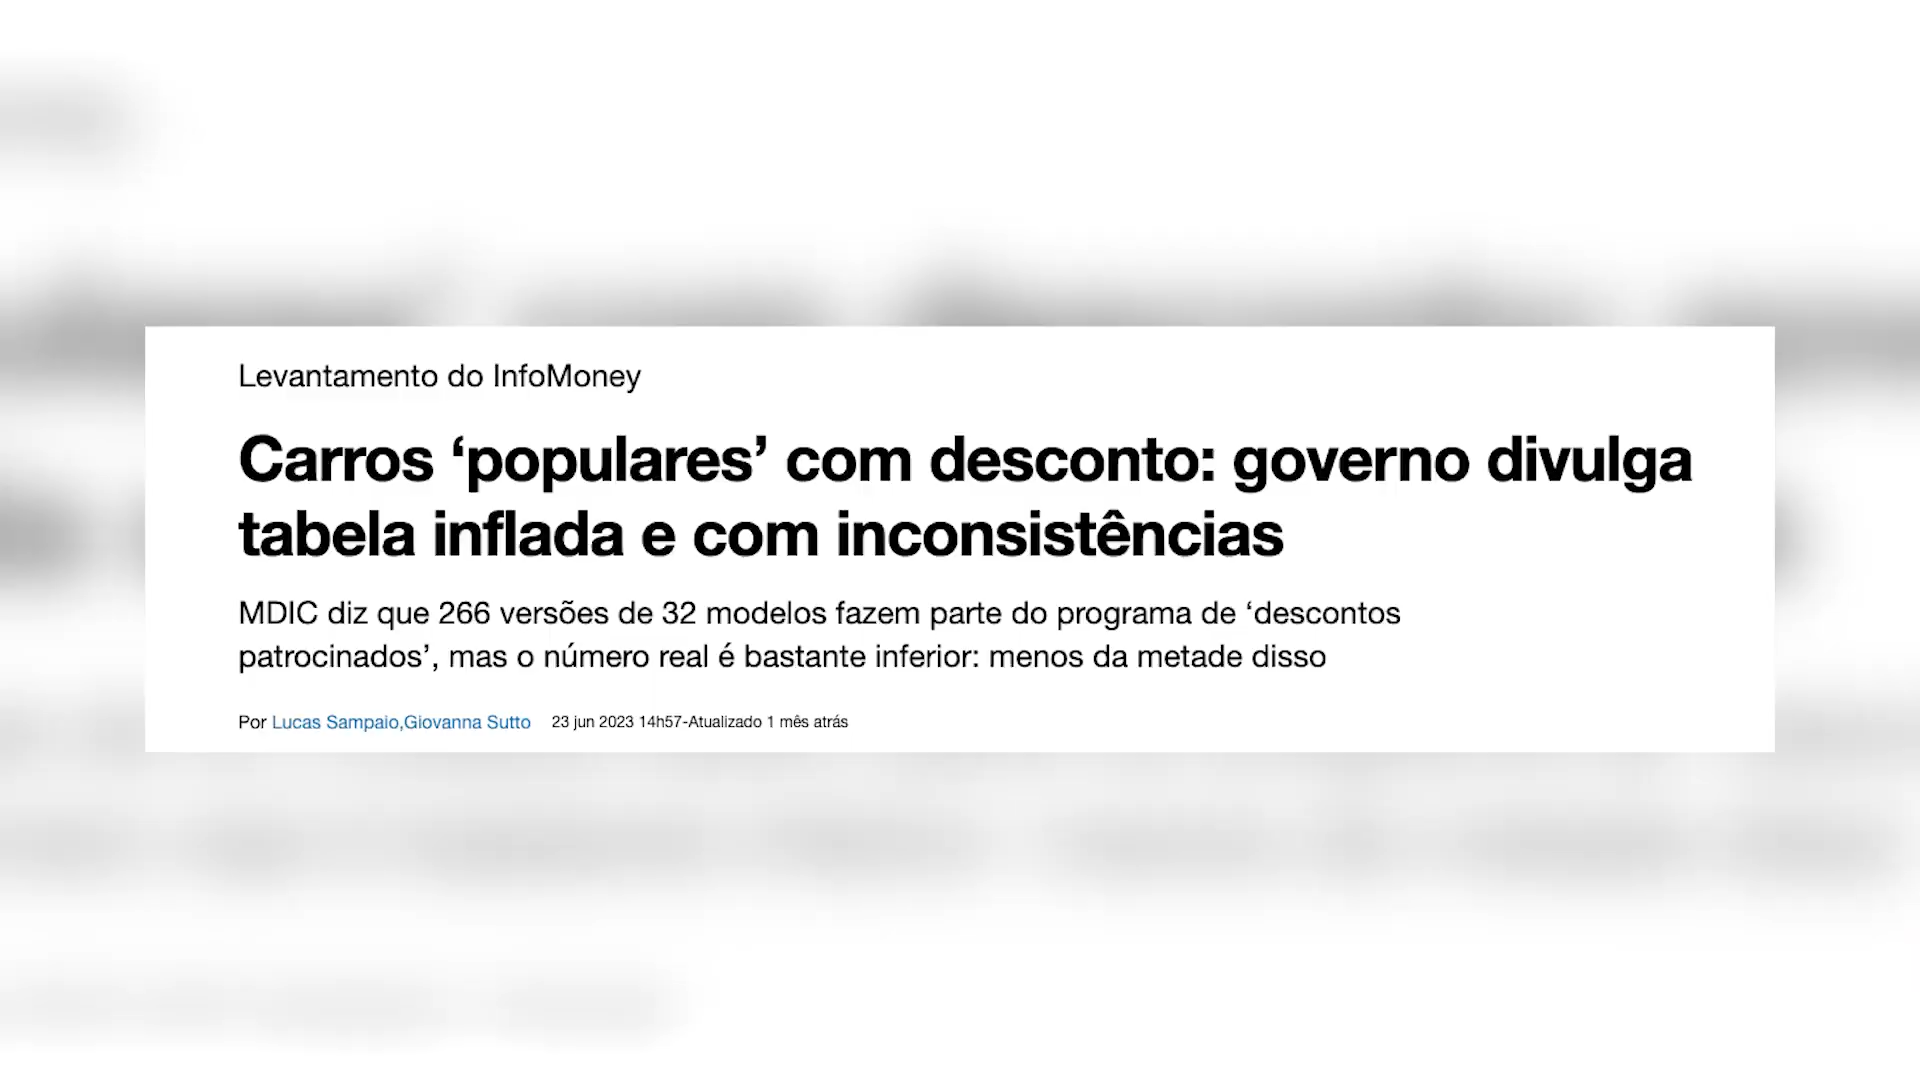 Levantamento do InfoMoney
Carros ‘populares’ com desconto: governo divulga
tabela inflada e com inconsistências
MDIC diz que 266 versões de 32 modelos fazem parte do programa de ‘descontos
patrocinados’, mas o número real é bastante inferior: menos da metade disso
Por Lucas Sampaio,Giovanna Sutto 23 jun 2023 14h57-Atualizado 1 mês atrás